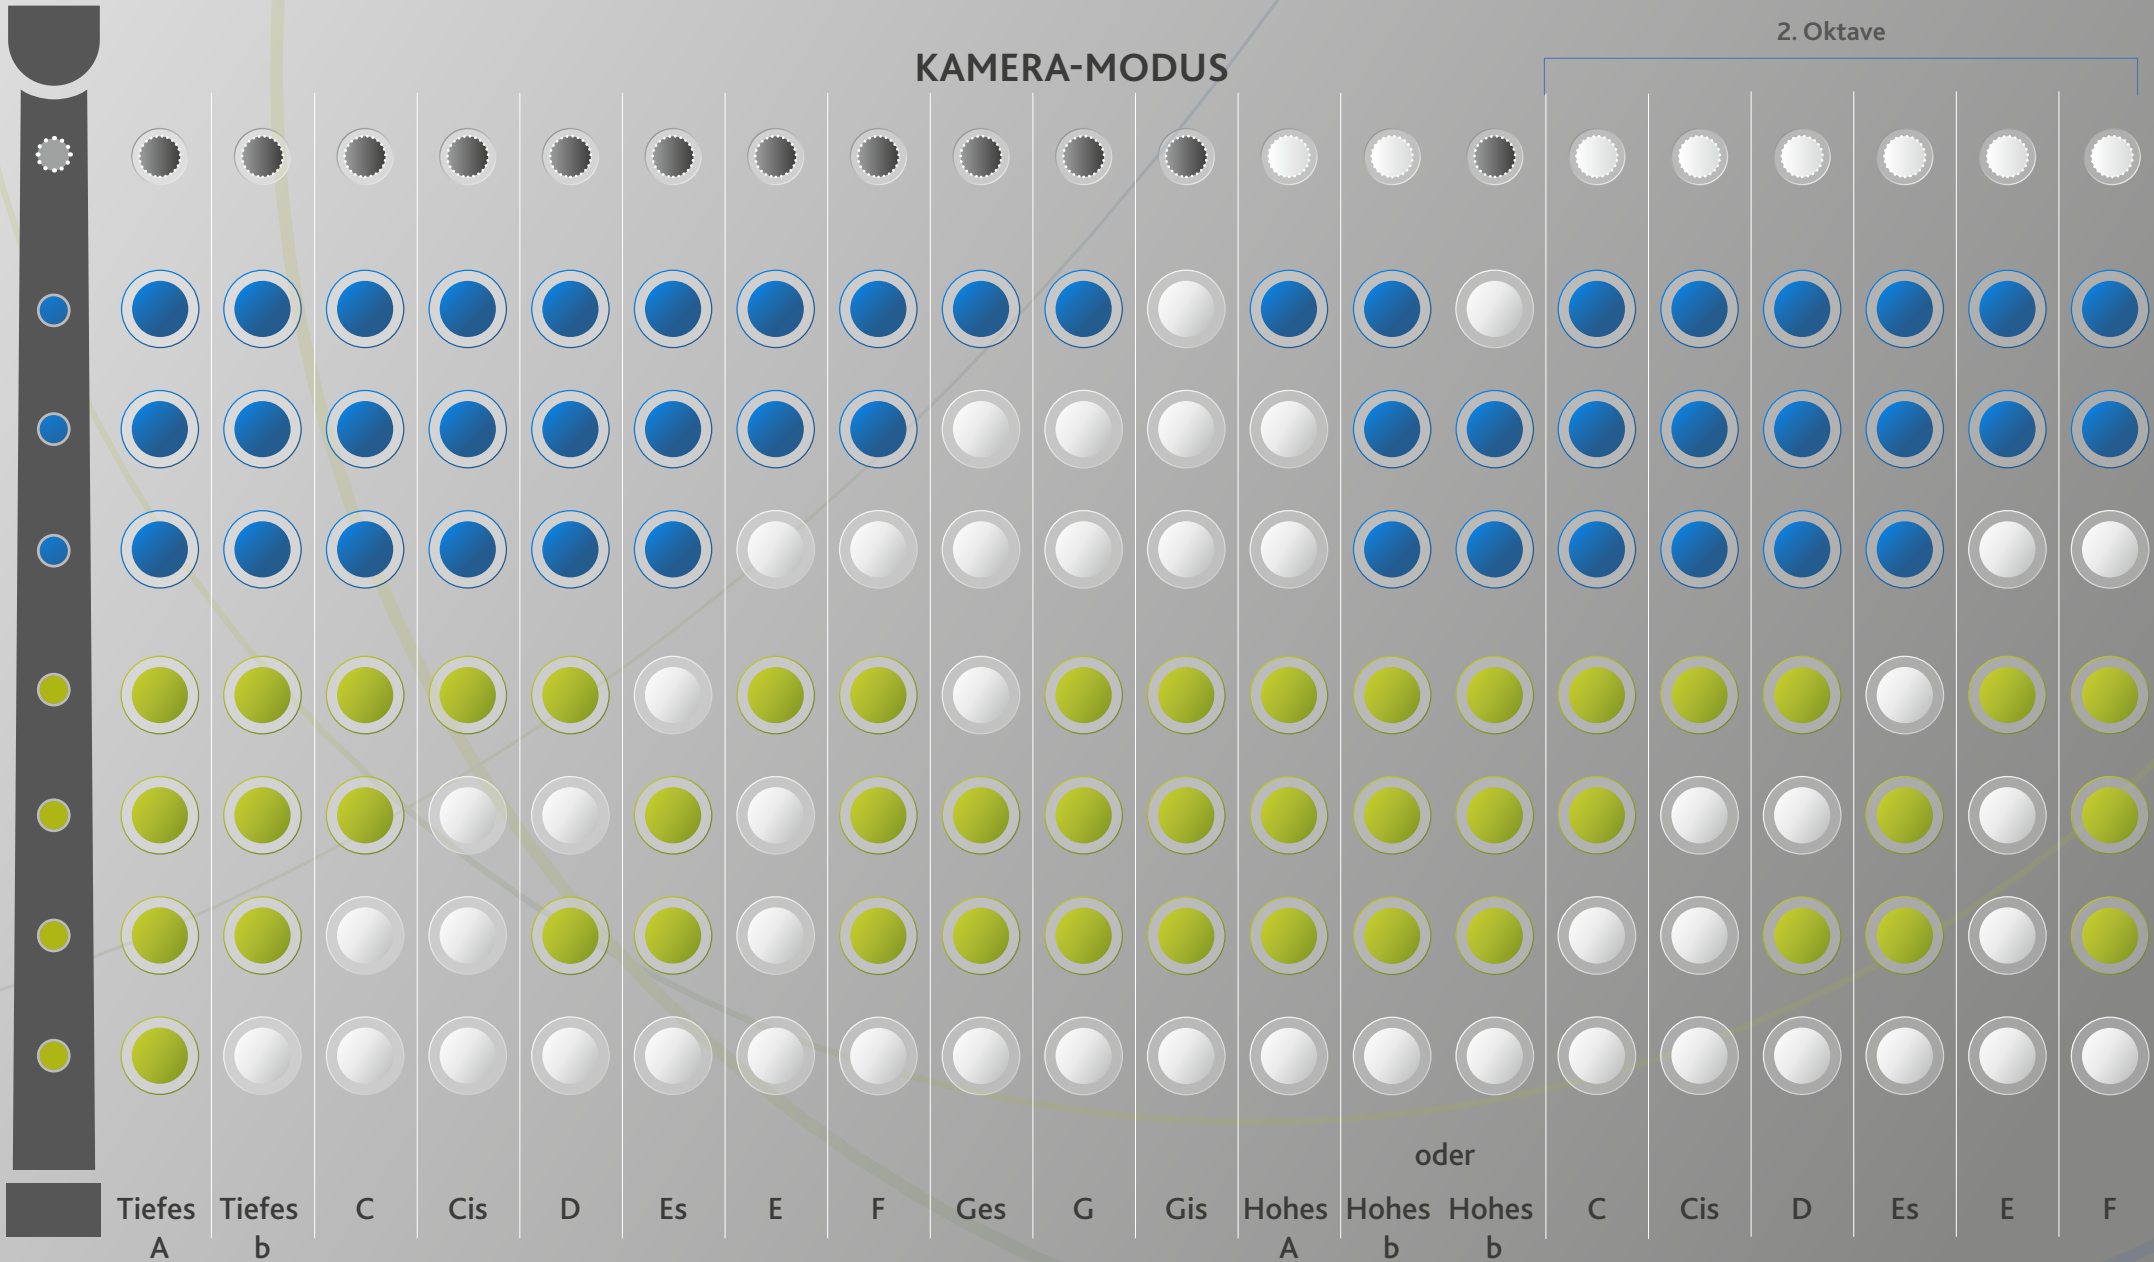 2. Oktave
KAMERA-MODUS
oder
Tiefes Tiefes C Cis D Es E F Ges G Gis Hohes Hohes Hohes C Cis D Es E F
A b A b b